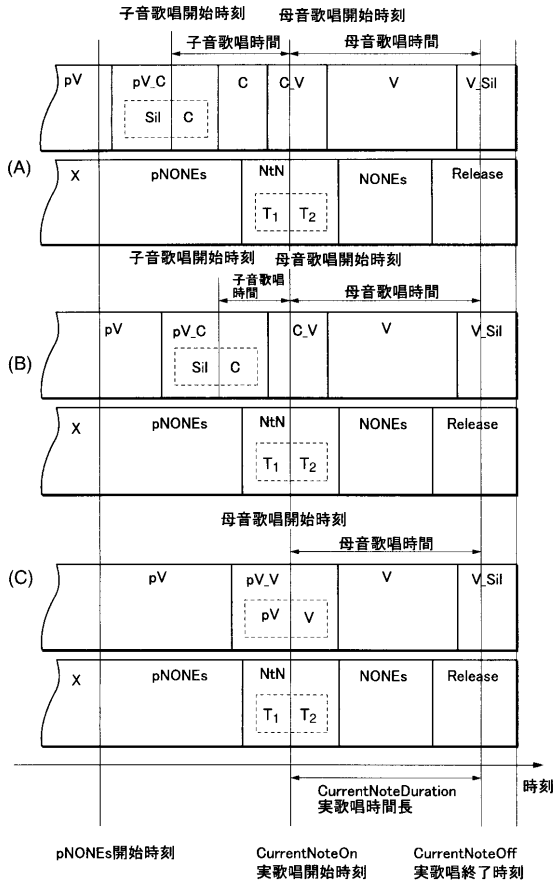 子音歌唱開始時刻 母音歌唱開始時刻
子音歌唱時間 母音歌唱時間
pV pV_C C C_V V V_Sil
Sil C
(A)
X pNONEs NtN NONEs Release
T1 T2
子音歌唱開始時刻 母音歌唱開始時刻
子音歌唱
時間
母音歌唱時間
pV pV_C C_V V V_Sil
Sil C
(B)
X pNONEs NtN NONEs Release
T1 T2
母音歌唱開始時刻
母音歌唱時間
(C)
pV pV_V V V_Sil
pV V
X pNONEs NtN NONEs Release
T1 T2
時刻
CurrentNoteDuration
実歌唱時間長
pNONEs開始時刻 CurrentNoteOn CurrentNoteOff
実歌唱開始時刻 実歌唱終了時刻